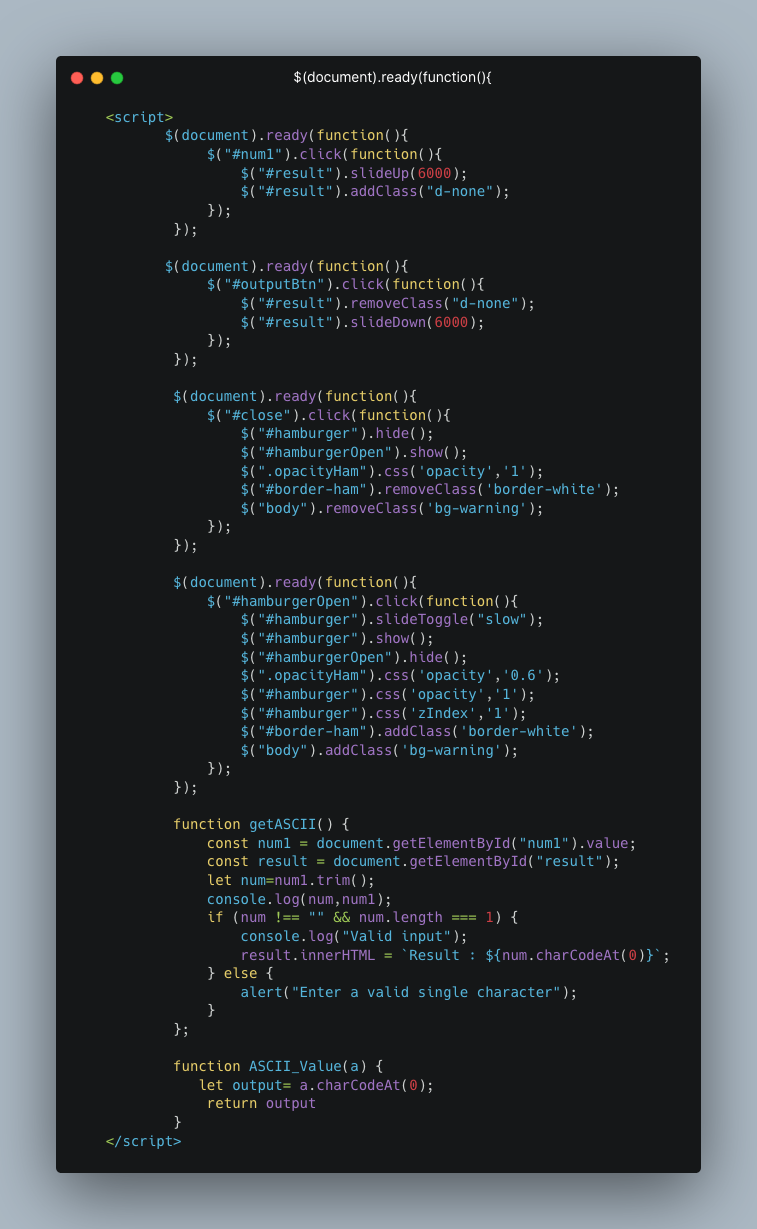 $(document).ready(function(){
<script>
       $(document).ready(function(){
            $("#num1").click(function(){
                $("#result").slideUp(6000);
                $("#result").addClass("d-none");
            });
        });

       $(document).ready(function(){
            $("#outputBtn").click(function(){
                $("#result").removeClass("d-none");
                $("#result").slideDown(6000);
            });
        });

        $(document).ready(function(){
            $("#close").click(function(){
                $("#hamburger").hide();
                $("#hamburgerOpen").show();
                $(".opacityHam").css('opacity','1');
                $("#border-ham").removeClass('border-white');
                $("body").removeClass('bg-warning');
            });
        });

        $(document).ready(function(){
            $("#hamburgerOpen").click(function(){
                $("#hamburger").slideToggle("slow");
                $("#hamburger").show();
                $("#hamburgerOpen").hide();
                $(".opacityHam").css('opacity','0.6');
                $("#hamburger").css('opacity','1');
                $("#hamburger").css('zIndex','1');
                $("#border-ham").addClass('border-white');
                $("body").addClass('bg-warning');
            });
        });

        function getASCII() {
            const num1 = document.getElementById("num1").value;
            const result = document.getElementById("result");
            let num=num1.trim();
            console.log(num,num1);
            if (num !== "" && num.length === 1) {
                console.log("Valid input");
                result.innerHTML = `Result : ${num.charCodeAt(0)}`;
            } else {
                alert("Enter a valid single character");
            }
        };

        function ASCII_Value(a) {
           let output= a.charCodeAt(0);
            return output
        }
</script>